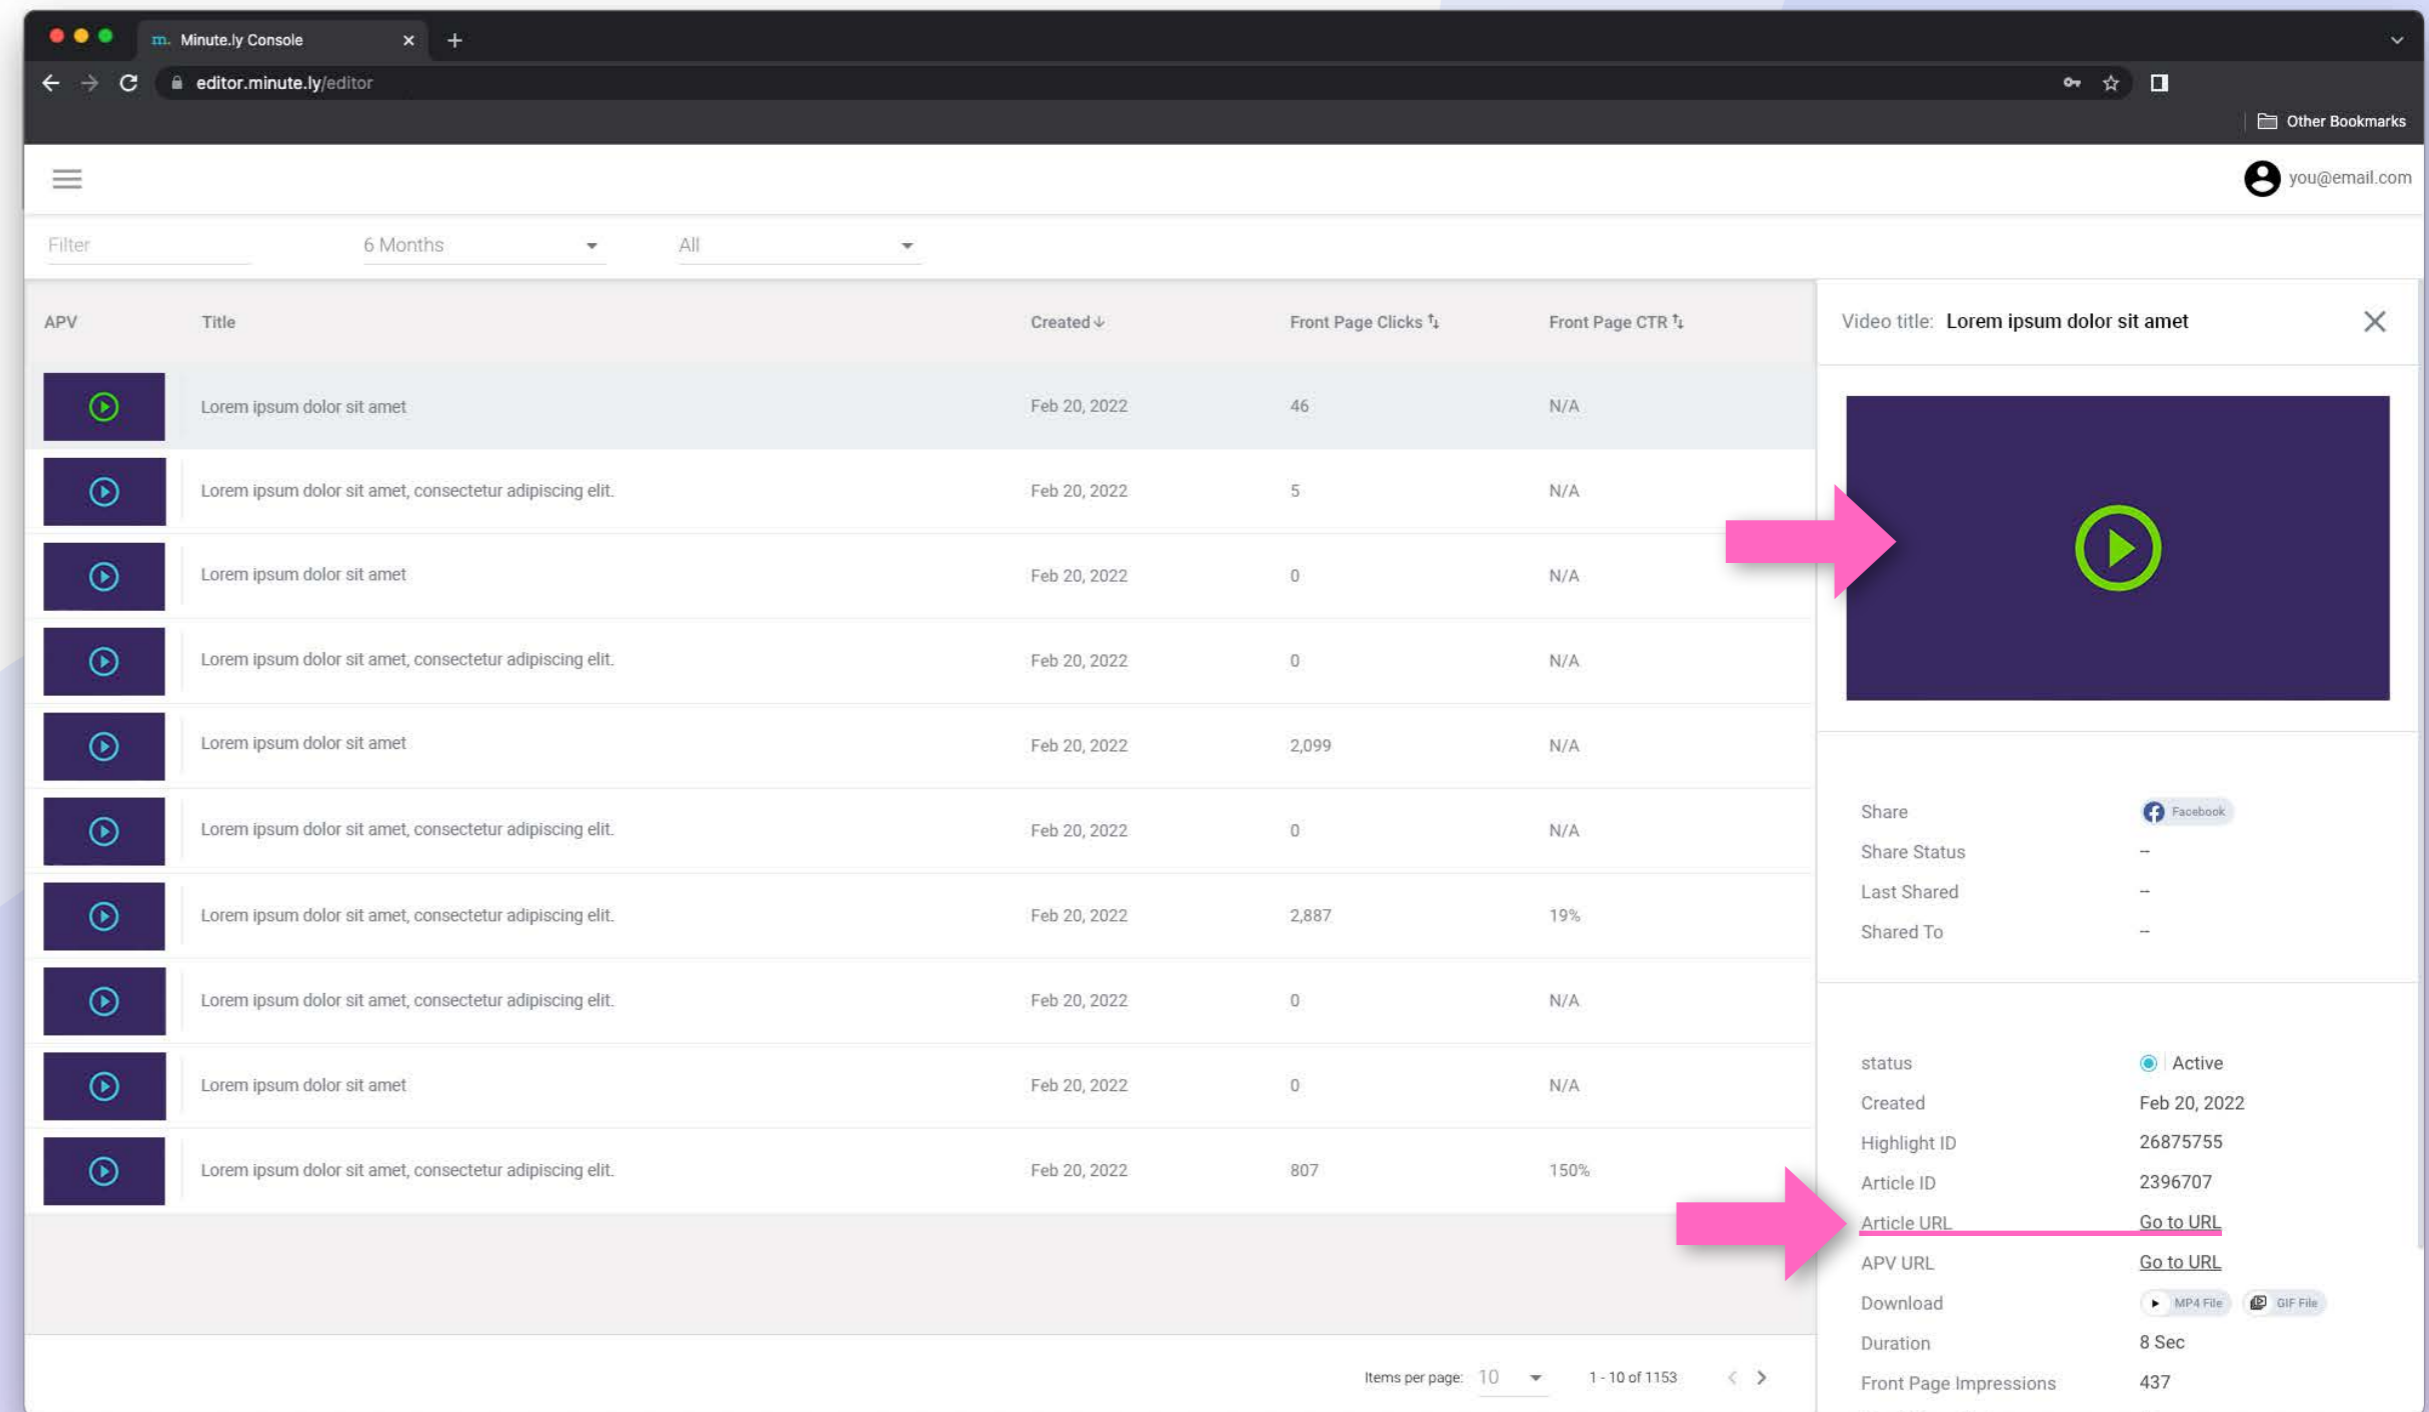 m. Minute.ly Console
editor.minute.ly/editor
Other Bookmarks
you@email.com
Filter 6 Months All
APV Title Created Front Page Clicks Front Page CTR
Lorem ipsum dolor sit amet Feb 20, 2022 46 N/A
Lorem ipsum dolor sit amet, consectetur adipiscing elit. Feb 20, 2022 5 N/A
Lorem ipsum dolor sit amet Feb 20, 2022 0 N/A
Lorem ipsum dolor sit amet, consectetur adipiscing elit. Feb 20, 2022 0 N/A
Lorem ipsum dolor sit amet Feb 20, 2022 2,099 N/A
Lorem ipsum dolor sit amet, consectetur adipiscing elit. Feb 20, 2022 0 N/A
Lorem ipsum dolor sit amet, consectetur adipiscing elit. Feb 20, 2022 2,887 19%
Lorem ipsum dolor sit amet, consectetur adipiscing elit. Feb 20, 2022 0 N/A
Lorem ipsum dolor sit amet Feb 20, 2022 0 N/A
Lorem ipsum dolor sit amet, consectetur adipiscing elit. Feb 20, 2022 807 150%
Items per page: 10 1 - 10 of 1153
Video title: Lorem ipsum dolor sit amet
Share Facebook
Share Status --
Last Shared --
Shared To --
status Active
Created Feb 20, 2022
Highlight ID 26875755
Article ID 2396707
Article URL Go to URL
APV URL Go to URL
Download MP4 File GIF File
Duration 8 Sec
Front Page Impressions 437